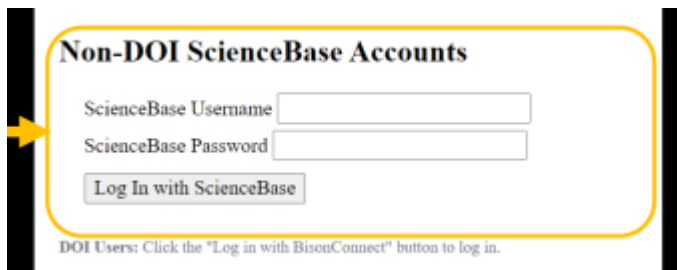 Non-DOI ScienceBase Accounts
ScienceBase Username
ScienceBase Password
Log In with ScienceBase
DOI Users: Click the "Log in with BisonConnect" button to log in.